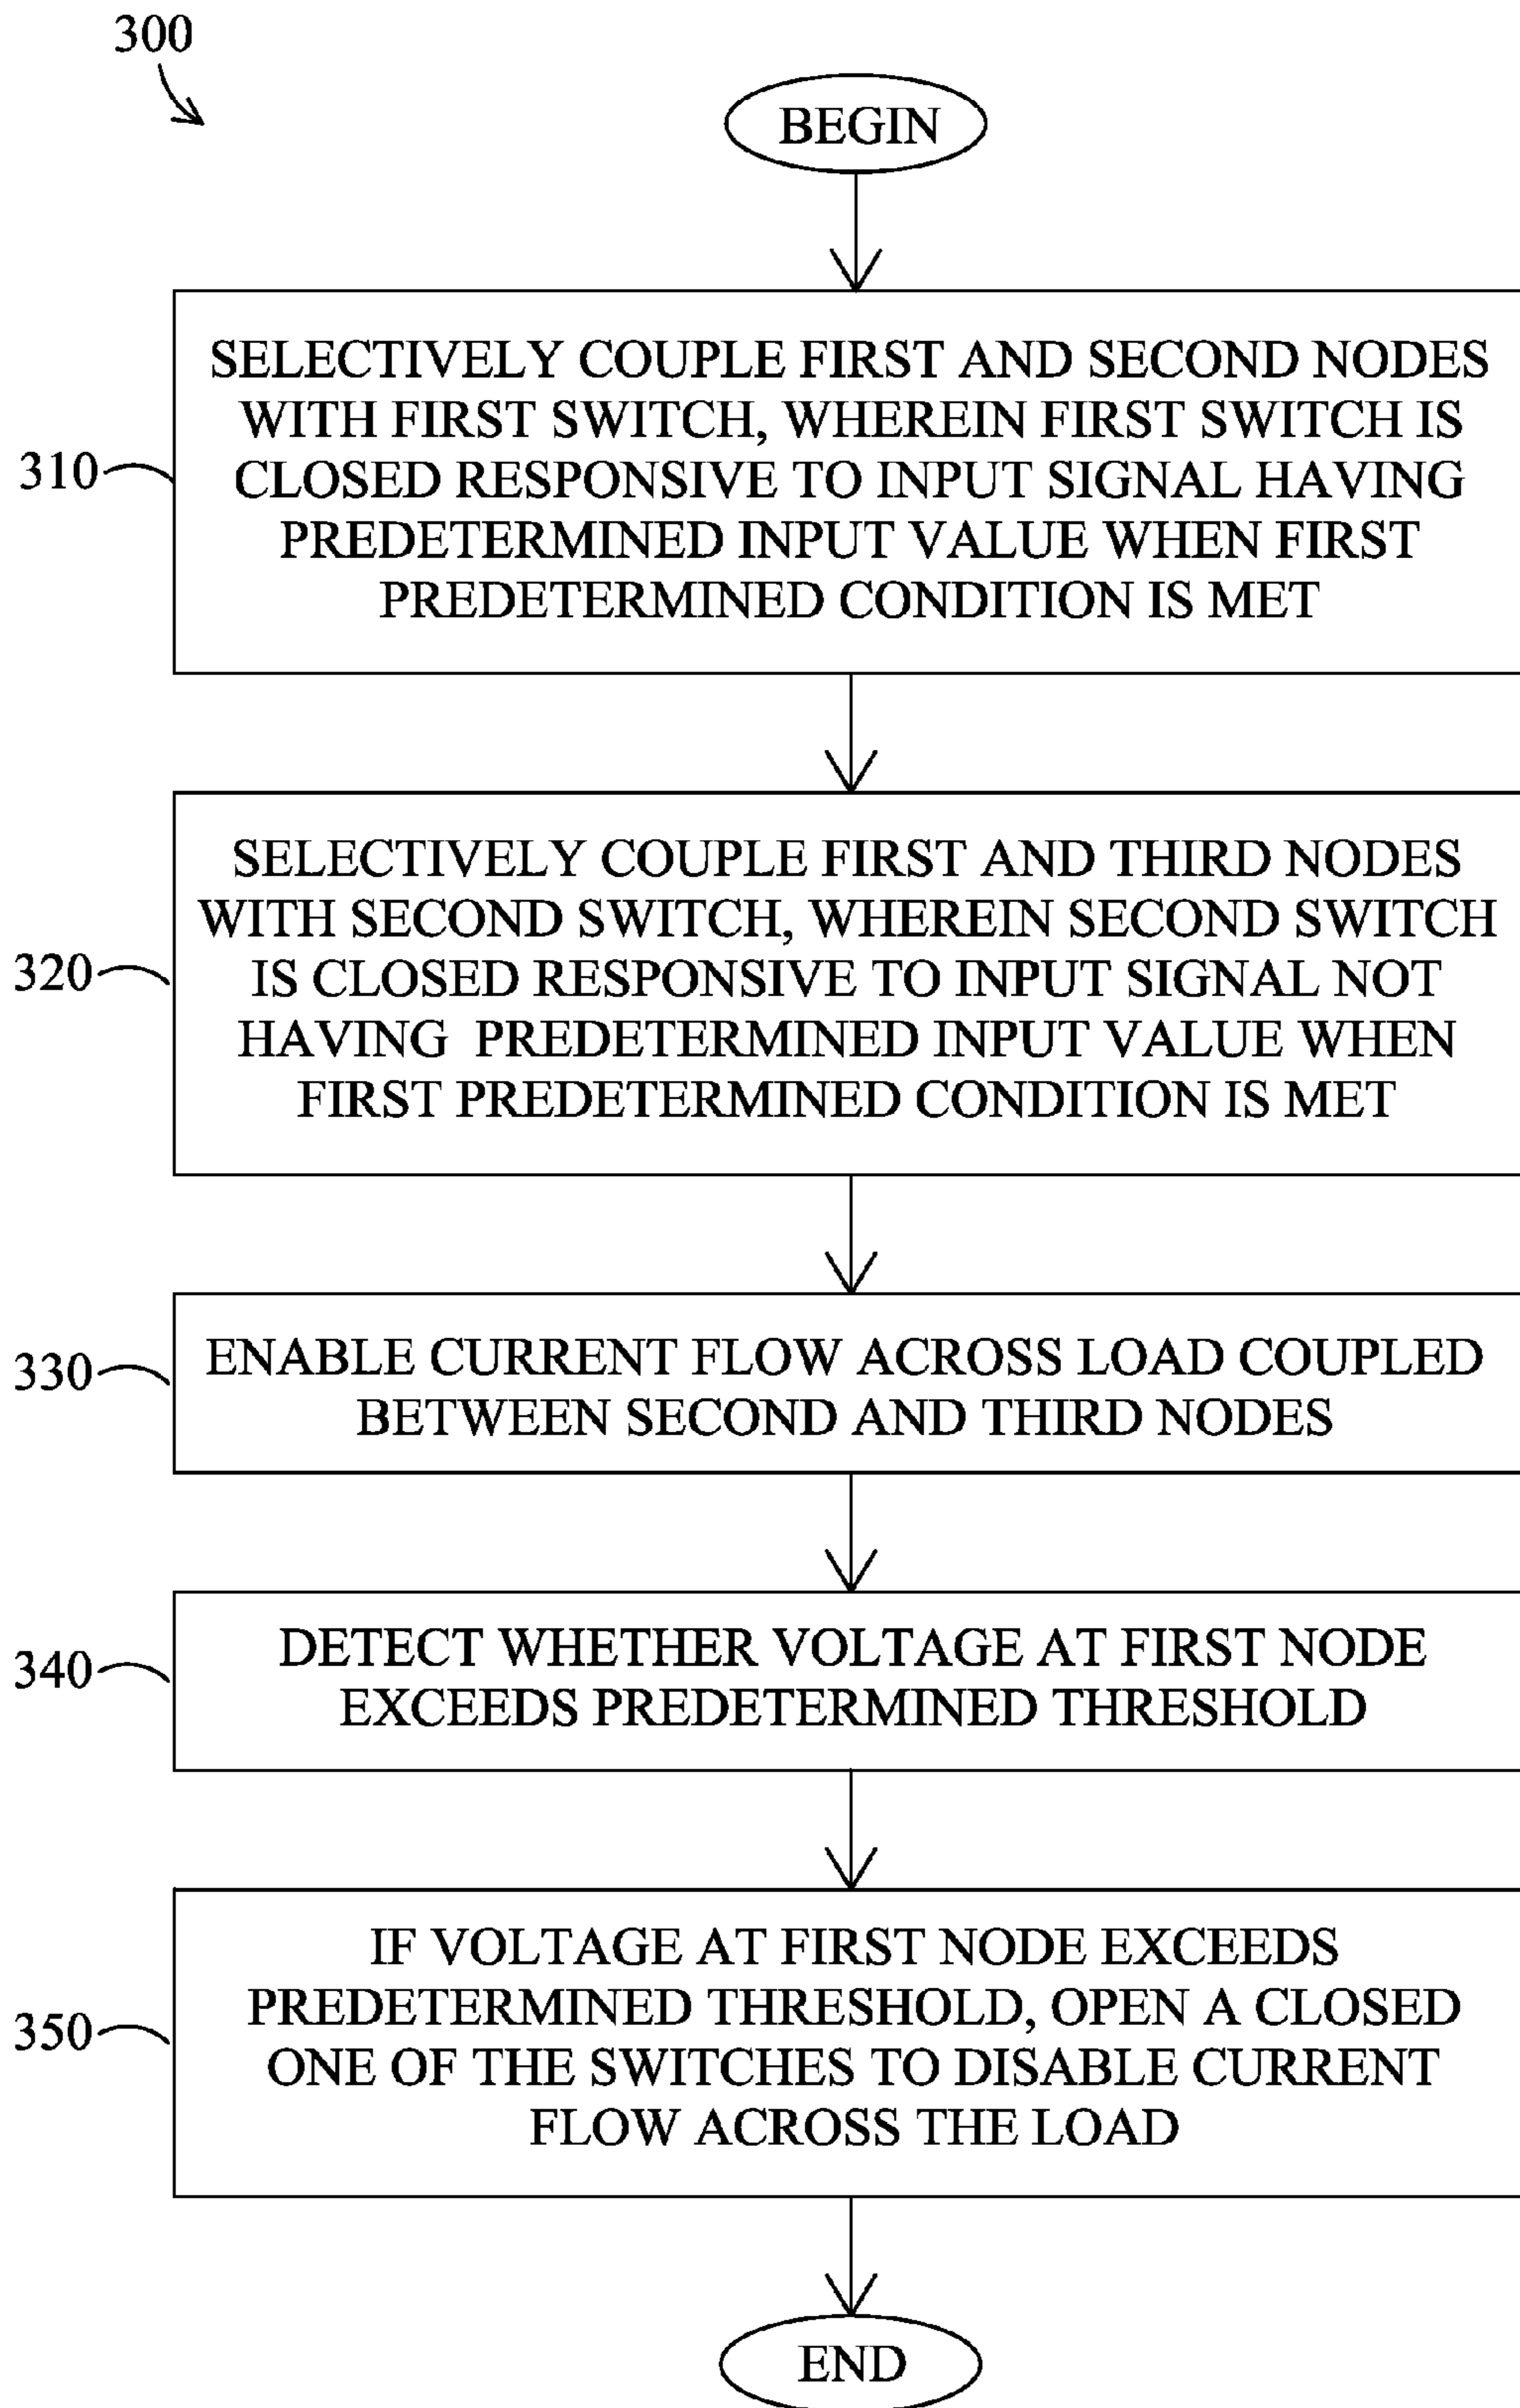 300
BEGIN
SELECTIVELY COUPLE FIRST AND SECOND NODES
WITH FIRST SWITCH, WHEREIN FIRST SWITCH IS
CLOSED RESPONSIVE TO INPUT SIGNAL HAVING
PREDETERMINED INPUT VALUE WHEN FIRST
PREDETERMINED CONDITION IS MET
310
SELECTIVELY COUPLE FIRST AND THIRD NODES
WITH SECOND SWITCH, WHEREIN SECOND SWITCH
IS CLOSED RESPONSIVE TO INPUT SIGNAL NOT
HAVING PREDETERMINED INPUT VALUE WHEN
FIRST PREDETERMINED CONDITION IS MET
320
ENABLE CURRENT FLOW ACROSS LOAD COUPLED
BETWEEN SECOND AND THIRD NODES
330
DETECT WHETHER VOLTAGE AT FIRST NODE
EXCEEDS PREDETERMINED THRESHOLD
340
IF VOLTAGE AT FIRST NODE EXCEEDS
PREDETERMINED THRESHOLD, OPEN A CLOSED
ONE OF THE SWITCHES TO DISABLE CURRENT
FLOW ACROSS THE LOAD
350
END